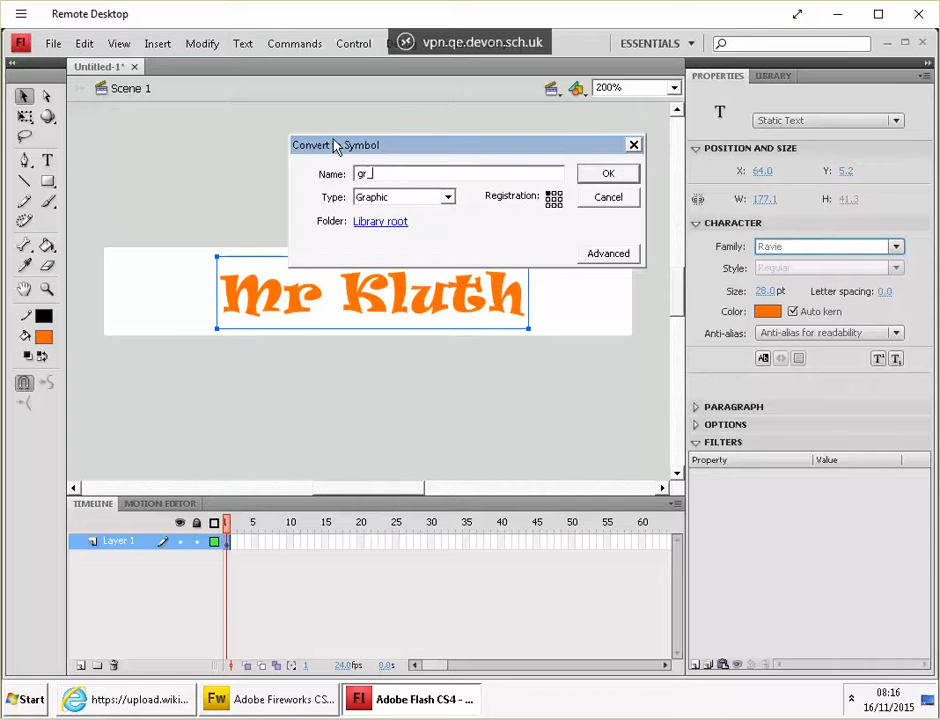 Remote Desktop
Fl File Edit View Insert Modify Text Commands Control vpn.qe.devon.sch.uk ESSENTIALS
Untitled-1*
Scene 1 200%
Convert Symbol
Name: gr_ OK
Type: Graphic Registration: Cancel
Folder: Library root
Advanced
Mr Kluth
PROPERTIES LIBRARY
T Static Text
POSITION AND SIZE
X: 64.0 Y: 5.2
W: 177.1 H: 41.3
CHARACTER
Family: Ravie
Style: Regular
Size: 28.0 pt Letter spacing: 0.0
Color: Auto kern
Anti-alias: Anti-alias for readability
PARAGRAPH
OPTIONS
FILTERS
Property Value
TIMELINE MOTION EDITOR
1 5 10 15 20 25 30 35 40 45 50 55 60
Layer 1
1 24.0fps 0.0s
Start https://upload.wiki... Fw Adobe Fireworks CS... Fl Adobe Flash CS4 - ... 08:16
16/11/2015